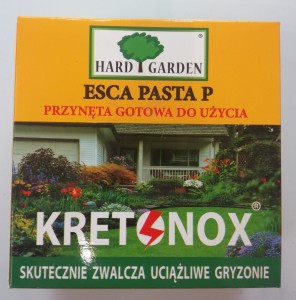 HARD GARDEN
®
ESCA PASTA P
PRZYNĘTA GOTOWA DO UŻYCIA
KRETONOX®
SKUTECZNIE ZWALCZA UCIĄŻLIWE GRYZONIE